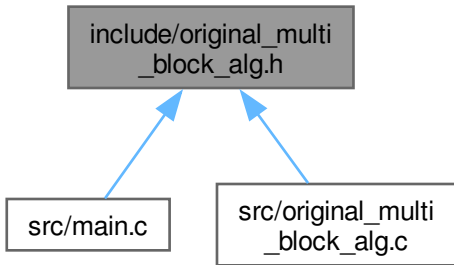 include/original_multi
_block_alg.h
src/main.c
src/original_multi
_block_alg.c